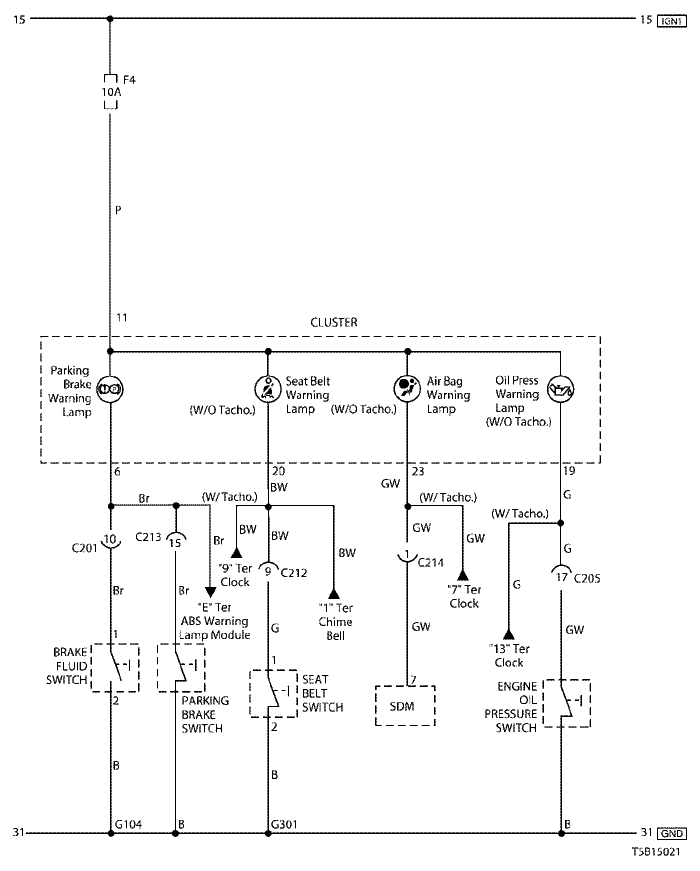 15
15 IGN1
F4
10A
P
11
CLUSTER
Parking
Brake
Warning
Lamp
Seat Belt
Warning
Lamp
(W/O Tacho.)
Air Bag
Warning
Lamp
(W/O Tacho.)
Oil Press
Warning
Lamp
(W/O Tacho.)
6
20
23
19
BW
GW
G
Br
(W/ Tacho.)
(W/ Tacho.)
(W/ Tacho.)
10
C201
C213
15
Br
BW
BW
BW
GW
GW
G
G
"9" Ter
Clock
9
C212
1
C214
17
C205
Br
Br
"E" Ter
ABS Warning
Lamp Module
"1" Ter
Chime
Bell
"7" Ter
Clock
"13" Ter
Clock
G
GW
GW
1
BRAKE
FLUID
SWITCH
2
PARKING
BRAKE
SWITCH
1
SEAT
BELT
SWITCH
2
7
SDM
ENGINE
OIL
PRESSURE
SWITCH
B
B
31
G104
B
G301
B
31 GND
T5B15021